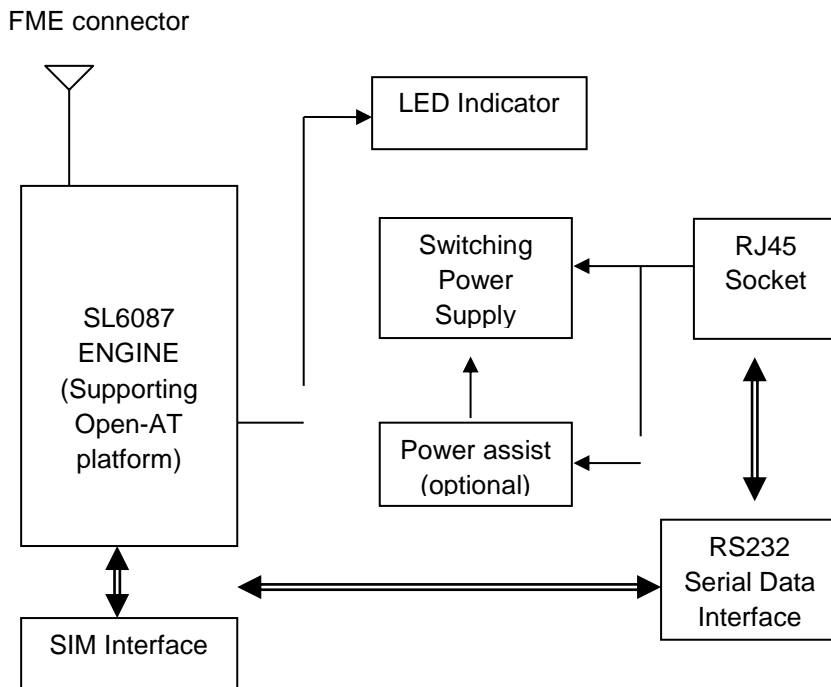 FME connector
LED Indicator
Switching
Power
Supply
RJ45
Socket
SL6087
ENGINE
(Supporting
Open-AT
platform)
Power assist
(optional)
RS232
Serial Data
Interface
SIM Interface